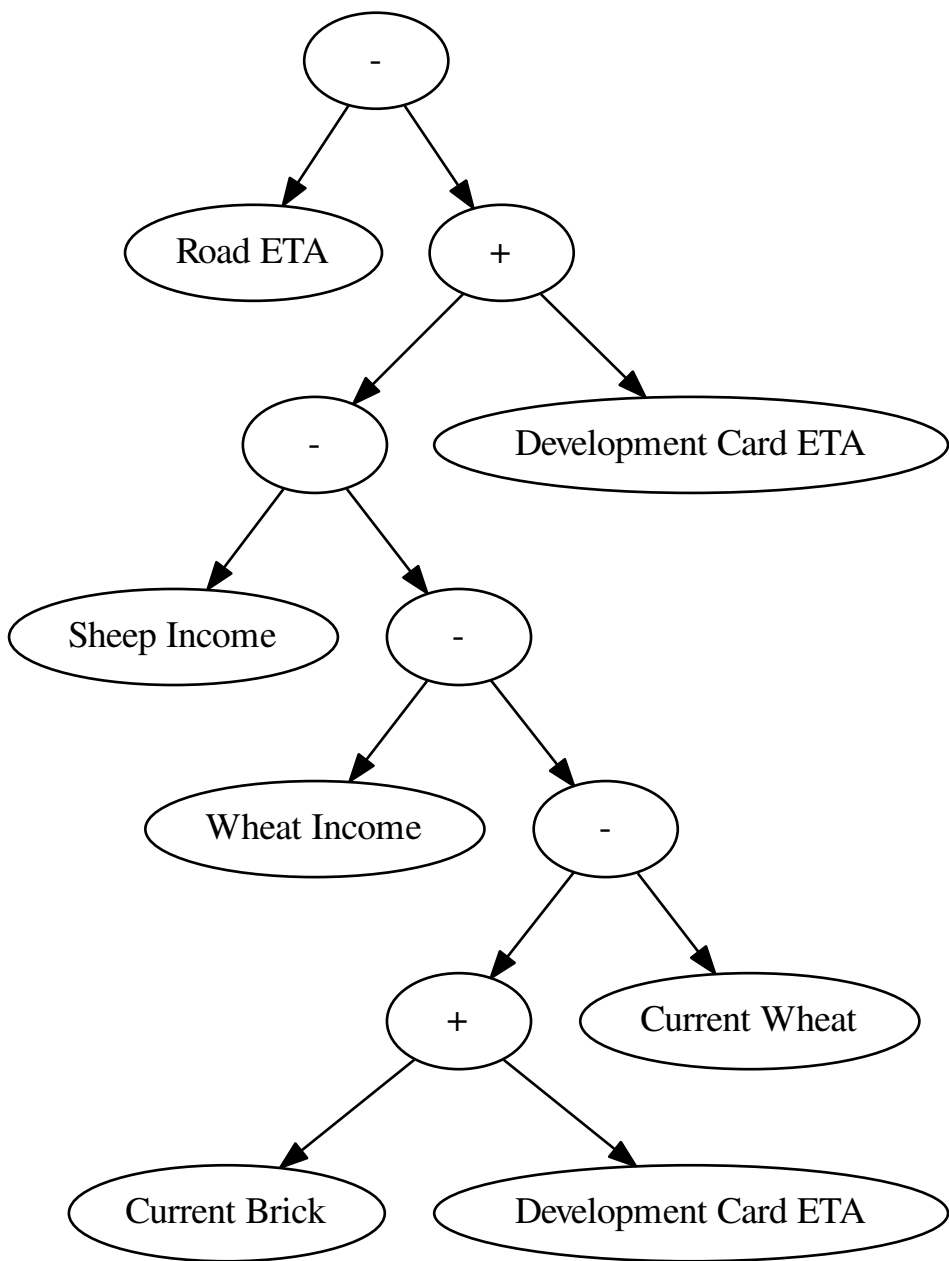 -
Road ETA
+
-
Development Card ETA
Sheep Income
-
Wheat Income
-
+
Current Wheat
Current Brick
Development Card ETA